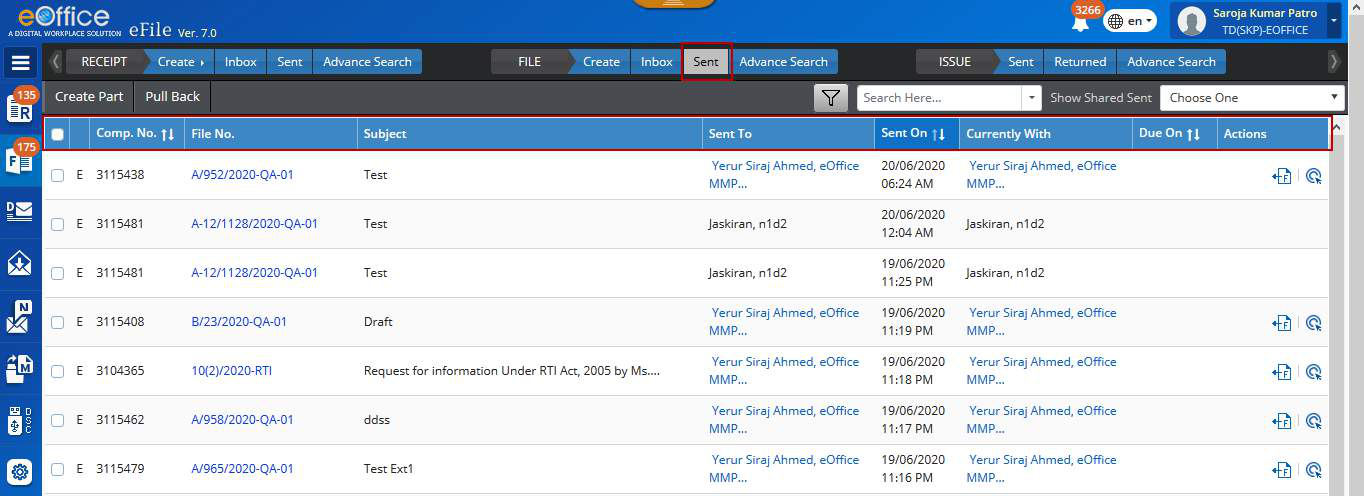 eOffice
A DIGITAL WORKPLACE SOLUTION eFile Ver. 7.0
3266 en Saroja Kumar Patro
TD(SKP)-EOFFICE
RECEIPT Create Inbox Sent Advance Search FILE Create Inbox Sent Advance Search ISSUE Sent Returned Advance Search
135 R
Create Part Pull Back Search Here... Show Shared Sent Choose One
Comp. No. File No. Subject Sent To Sent On Currently With Due On Actions
175 F
E 3115438 A/952/2020-QA-01 Test Yerur Siraj Ahmed, eOffice MMP... 20/06/2020 06:24 AM Yerur Siraj Ahmed, eOffice MMP... F
D
E 3115481 A-12/1128/2020-QA-01 Test Jaskiran, n1d2 20/06/2020 12:04 AM Jaskiran, n1d2
E 3115481 A-12/1128/2020-QA-01 Test Jaskiran, n1d2 19/06/2020 11:25 PM Jaskiran, n1d2
N
E 3115408 B/23/2020-QA-01 Draft Yerur Siraj Ahmed, eOffice MMP... 19/06/2020 11:19 PM Yerur Siraj Ahmed, eOffice MMP... F
M
E 3104365 10(2)/2020-RTI Request for information Under RTI Act, 2005 by Ms.... Yerur Siraj Ahmed, eOffice MMP... 19/06/2020 11:18 PM Yerur Siraj Ahmed, eOffice MMP... F
DSC
E 3115462 A/958/2020-QA-01 ddss Yerur Siraj Ahmed, eOffice MMP... 19/06/2020 11:17 PM Yerur Siraj Ahmed, eOffice MMP... F
E 3115479 A/965/2020-QA-01 Test Ext1 Yerur Siraj Ahmed, eOffice MMP... 19/06/2020 11:16 PM Yerur Siraj Ahmed, eOffice MMP... F